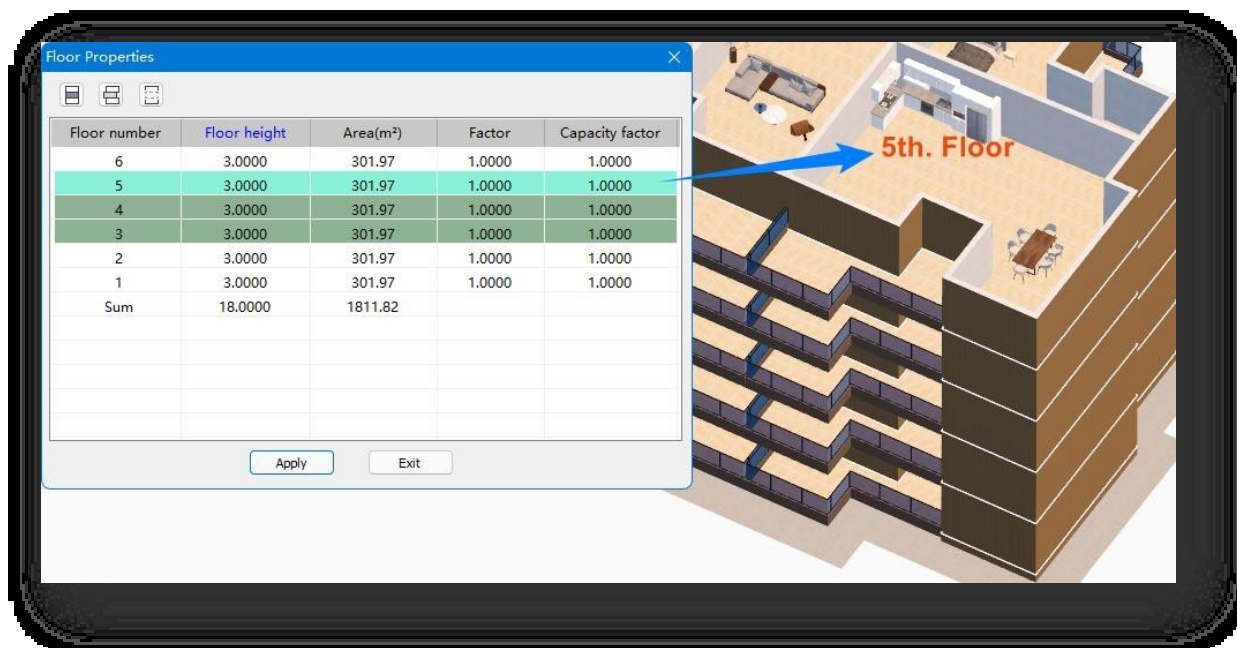 Floor Properties
Floor number Floor height Area(m²) Factor Capacity factor
6 3.0000 301.97 1.0000 1.0000
5 3.0000 301.97 1.0000 1.0000
4 3.0000 301.97 1.0000 1.0000
3 3.0000 301.97 1.0000 1.0000
2 3.0000 301.97 1.0000 1.0000
1 3.0000 301.97 1.0000 1.0000
Sum 18.0000 1811.82
Apply Exit
5th. Floor